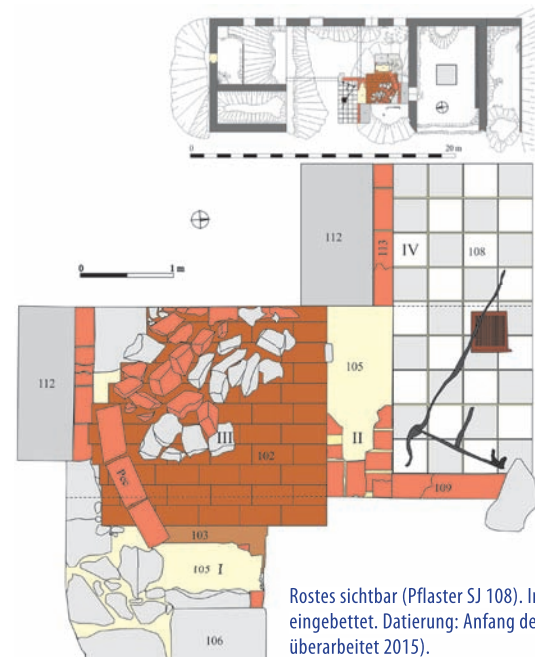 0
20 m
0
1 m
112
113
IV
108
112
105
II
III
102
Pec
109
103
105 I
106
Rostes sichtbar (Pflaster SJ 108). In
eingebettet. Datierung: Anfang de
überarbeitet 2015).